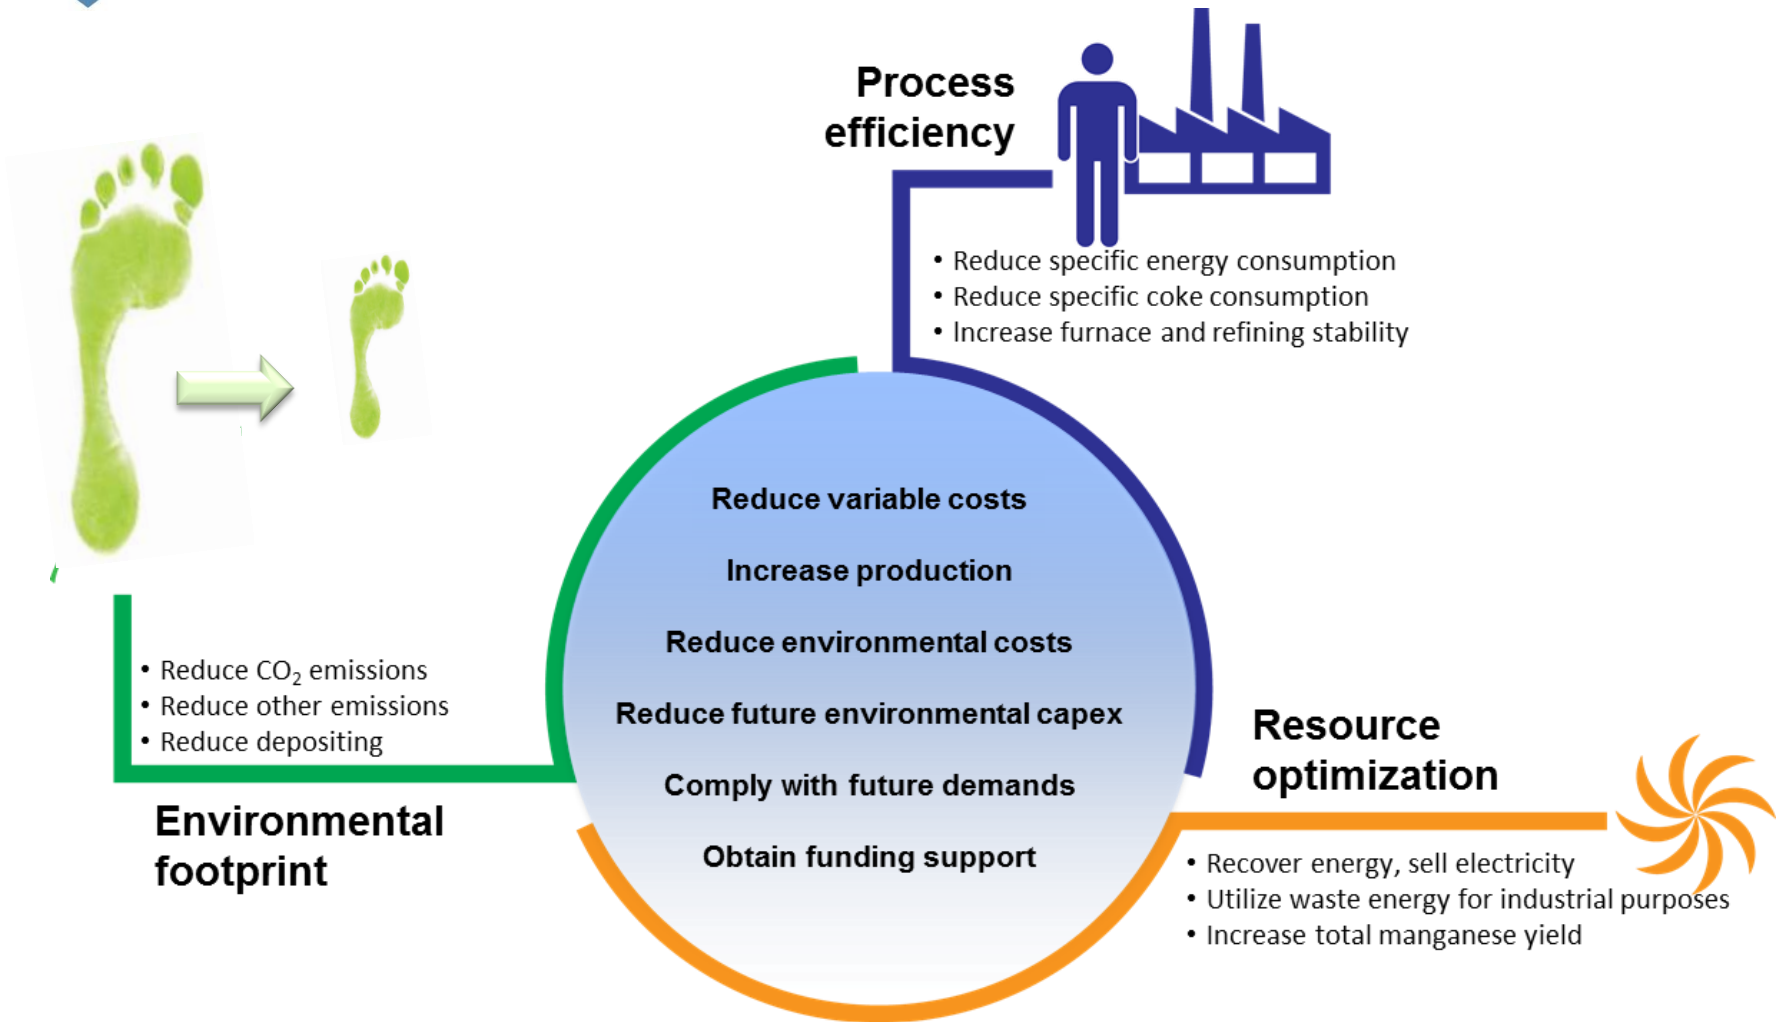 Process
efficiency
• Reduce specific energy consumption
• Reduce specific coke consumption
• Increase furnace and refining stability
Reduce variable costs
Increase production
Reduce environmental costs
Reduce future environmental capex
Comply with future demands
Obtain funding support
• Reduce CO₂ emissions
• Reduce other emissions
• Reduce depositing
Environmental
footprint
Resource
optimization
• Recover energy, sell electricity
• Utilize waste energy for industrial purposes
• Increase total manganese yield